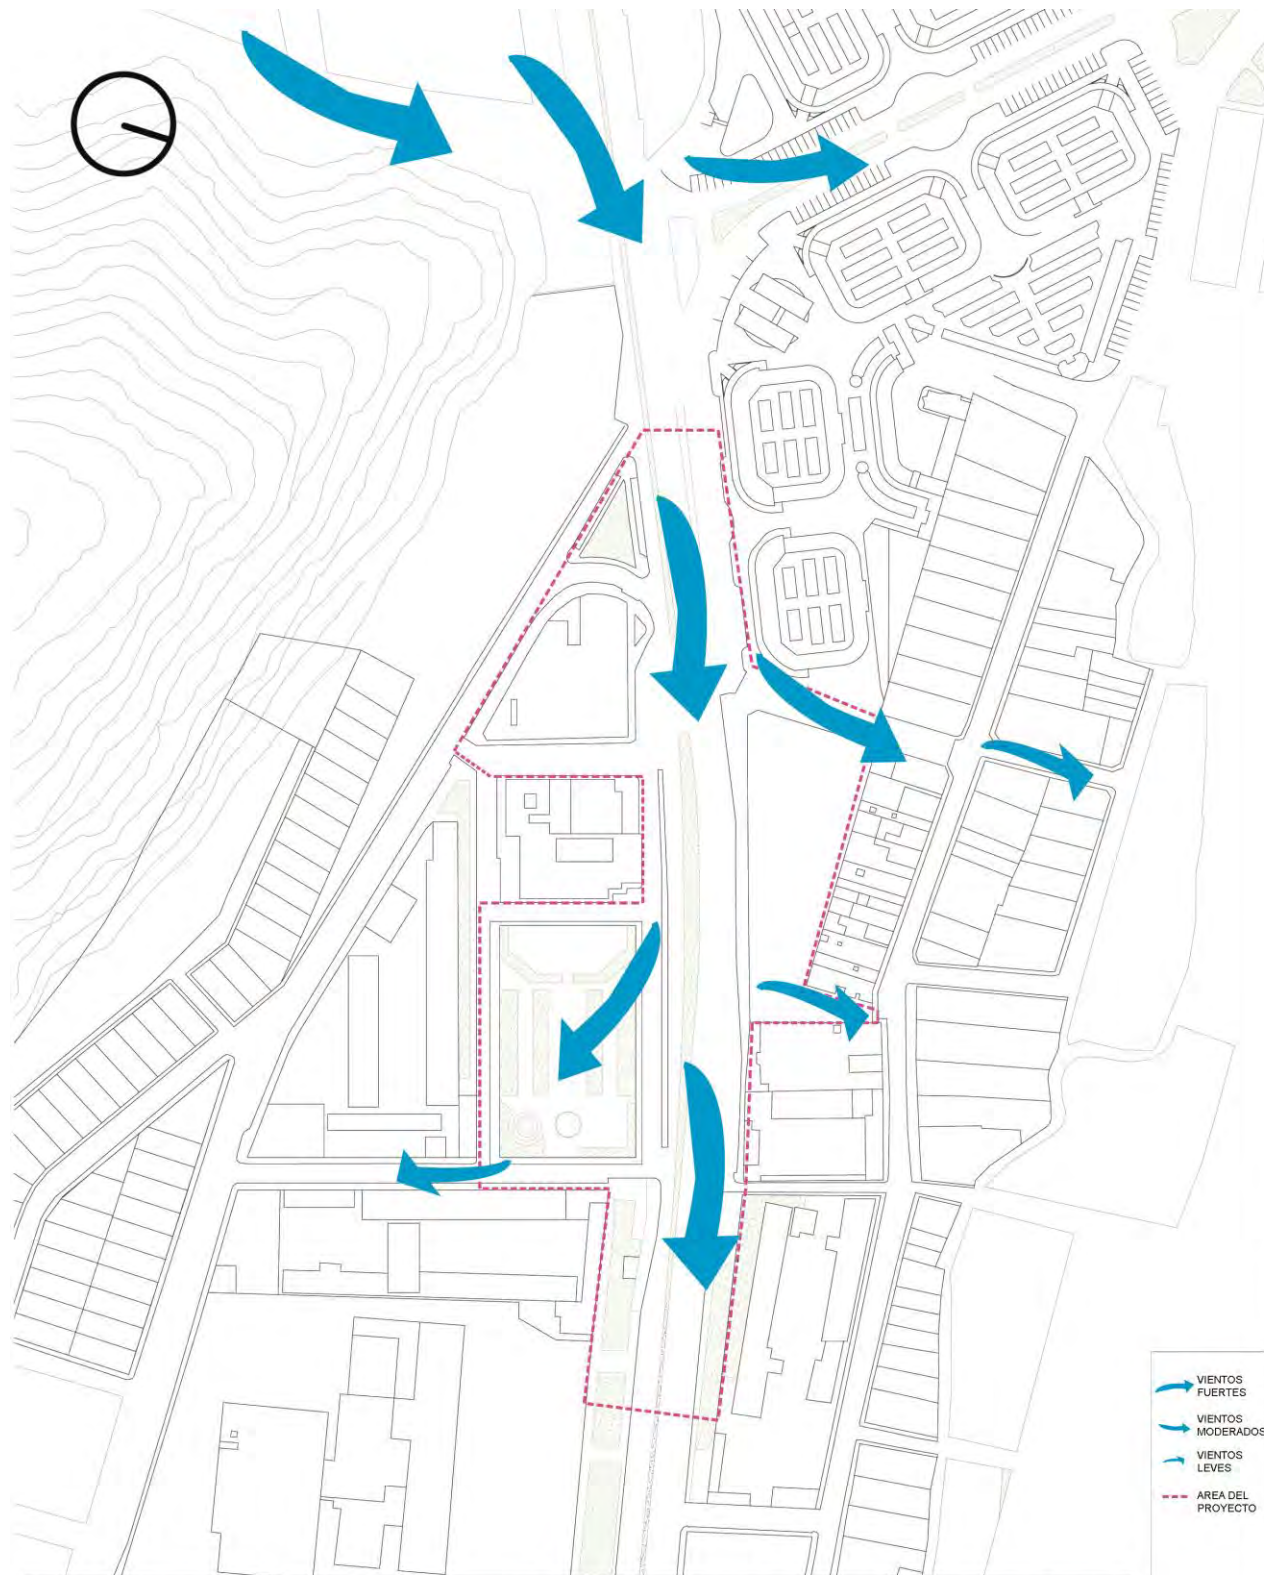 VIENTOS
FUERTES
VIENTOS
MODERADOS
VIENTOS
LEVES
AREA DEL
PROYECTO